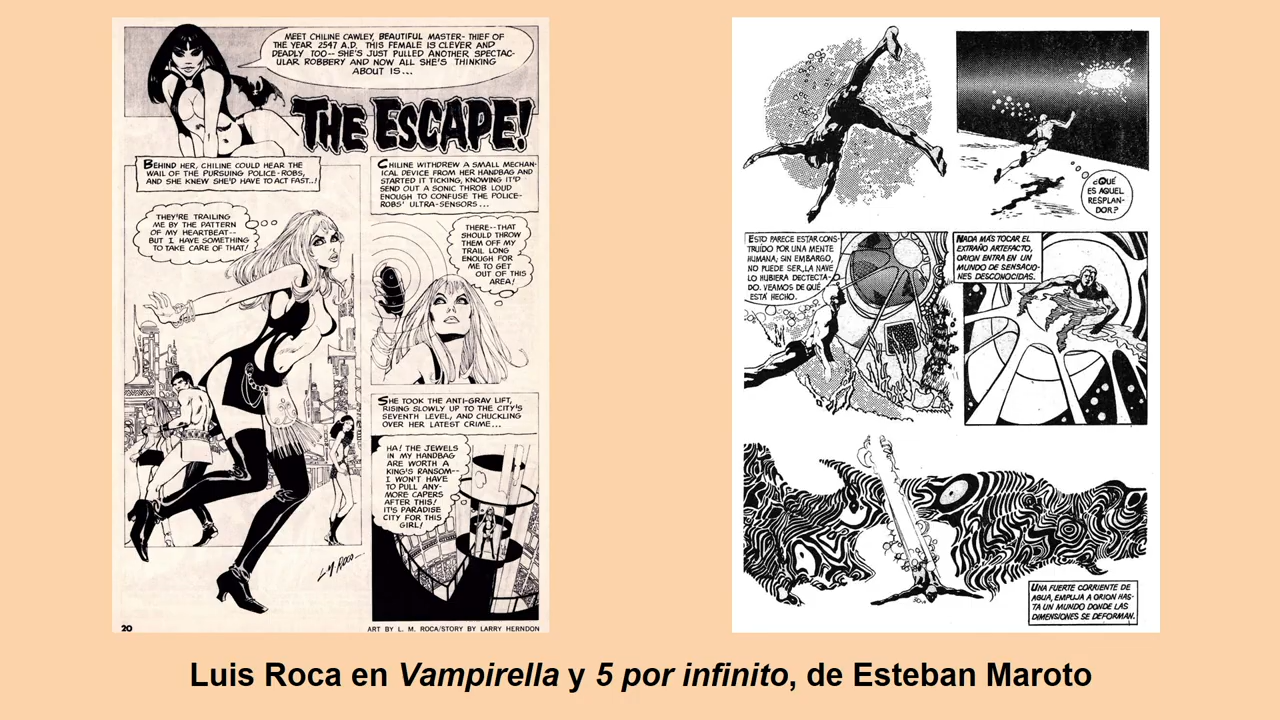 MEET CHILINE CAWLEY, BEAUTIFUL MASTER-THIEF OF
THE YEAR 2547 A.D. THIS FEMALE IS CLEVER AND
DEADLY TOO-- SHE'S JUST PULLED ANOTHER SPECTAC-
ULAR ROBBERY AND NOW ALL SHE'S THINKING
ABOUT IS...
THE ESCAPE!
BEHIND HER, CHILINE COULD HEAR THE
WAIL OF THE PURSUING POLICE-ROBS,
AND SHE KNEW SHE'D HAVE TO ACT FAST..!
THEY'RE TRAILING
ME BY THE PATTERN
OF MY HEARTBEAT--
BUT I HAVE SOMETHING
TO TAKE CARE OF THAT!
CHILINE WITHDREW A SMALL MECHAN-
ICAL DEVICE FROM HER HANDBAG AND
STARTED IT TICKING, KNOWING IT'D
SEND OUT A SONIC THROB LOUD
ENOUGH TO CONFUSE THE POLICE-
ROBS' ULTRA-SENSORS...
THERE--THAT
SHOULD THROW
THEM OFF MY
TRAIL LONG
ENOUGH FOR
ME TO GET
OUT OF THIS
AREA!
SHE TOOK THE ANTI-GRAV LIFT,
RISING SLOWLY UP TO THE CITY'S
SEVENTH LEVEL, AND CHUCKLING
OVER HER LATEST CRIME...
HA! THE JEWELS
IN MY HANDBAG
ARE WORTH A
KING'S RANSOM--
I WON'T HAVE
TO PULL ANY-
MORE CAPERS
AFTER THIS!
IT'S PARADISE
CITY FOR THIS
GIRL!
L M ROCA
20
ART BY L. M. ROCA/STORY BY LARRY HERNDON
¿QUÉ
ES AQUEL
RESPLAN-
DOR?
ESTO PARECE ESTAR CONS-
TRUÍDO POR UNA MENTE
HUMANA; SIN EMBARGO,
NO PUEDE SER, LA NAVE
LO HUBIERA DECTECTA-
DO. VEAMOS DE QUÉ
ESTÁ HECHO.
NADA MÁS TOCAR EL
EXTRAÑO ARTEFACTO,
ORION ENTRA EN UN
MUNDO DE SENSACIO-
NES DESCONOCIDAS.
UNA FUERTE CORRIENTE DE
AGUA, EMPUJA A ORION HAS-
TA UN MUNDO DONDE LAS
DIMENSIONES SE DEFORMAN.
Luis Roca en Vampirella y 5 por infinito, de Esteban Maroto